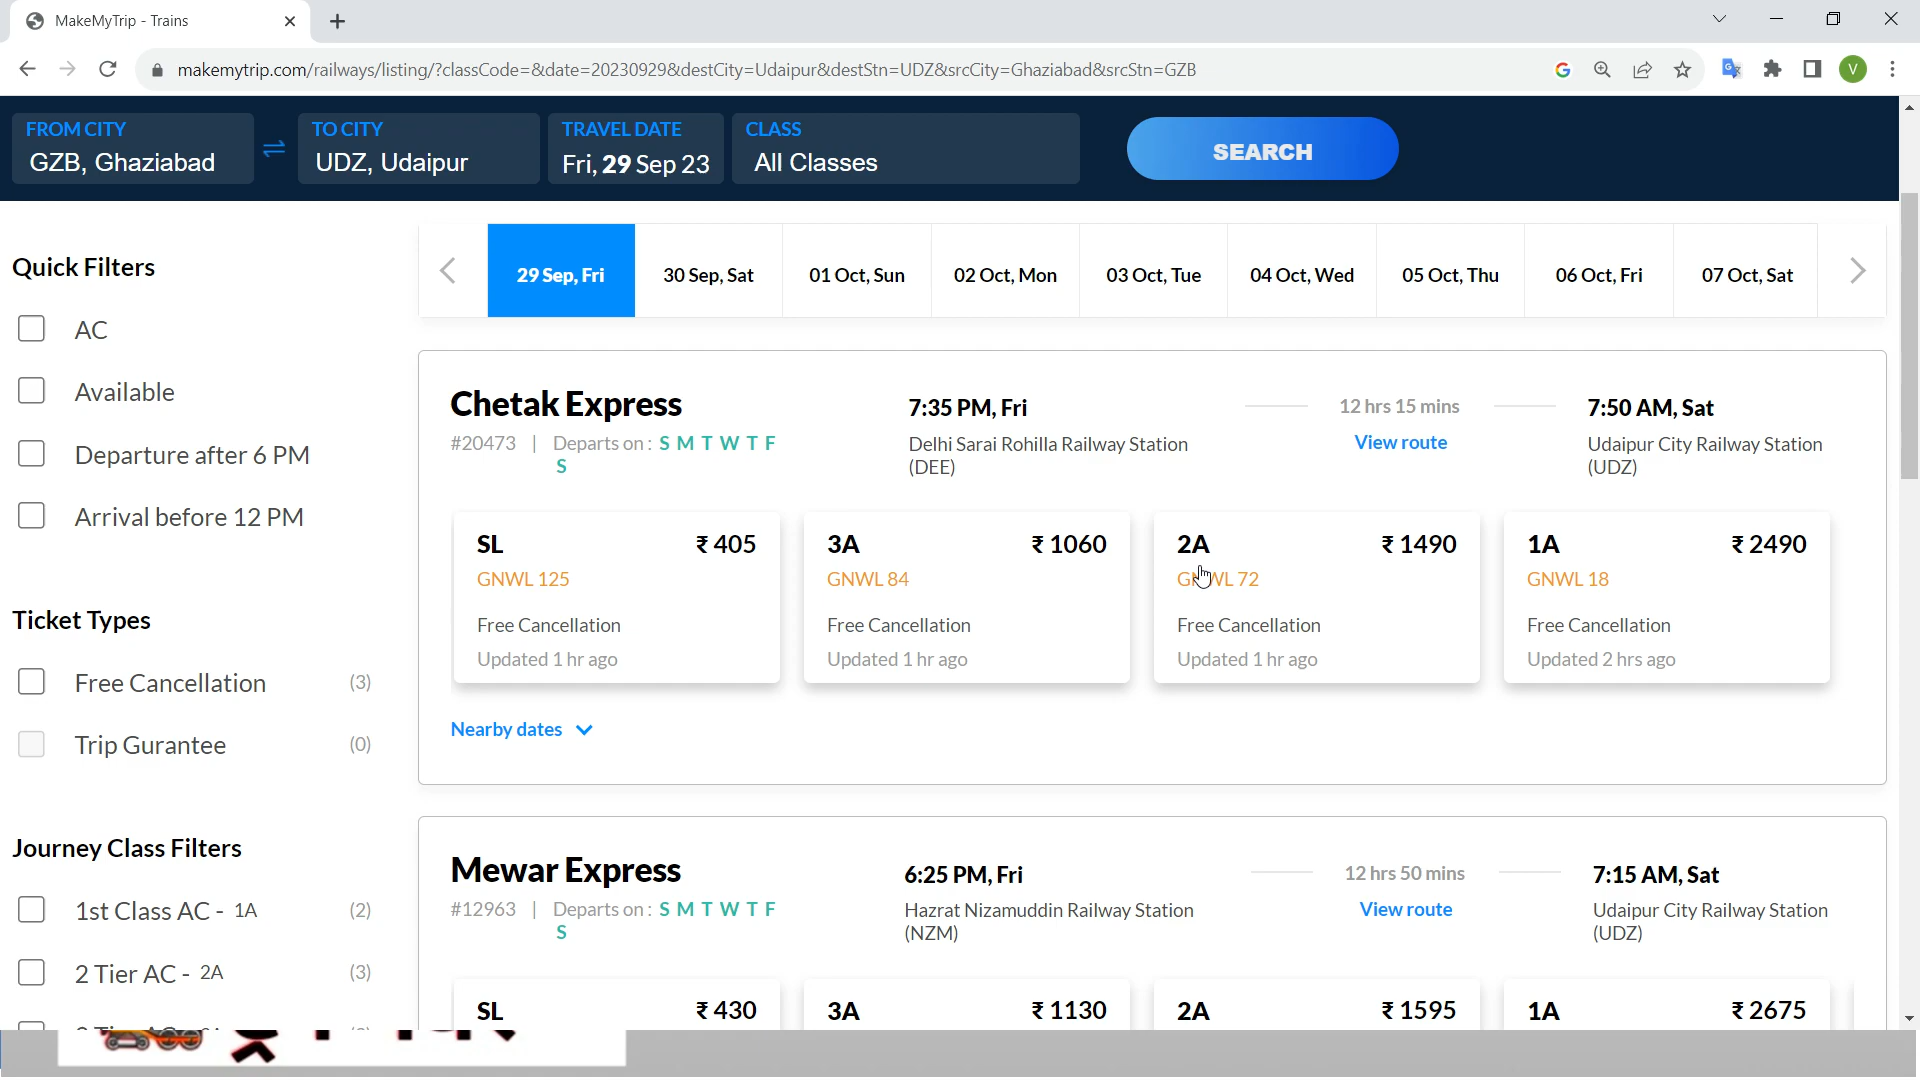 MakeMyTrip - Trains
makemytrip.com/railways/listing/?classCode=&date=20230929&destCity=Udaipur&destStn=UDZ&srcCity=Ghaziabad&srcStn=GZB
V
FROM CITY
GZB, Ghaziabad
TO CITY
UDZ, Udaipur
TRAVEL DATE
Fri, 29 Sep 23
CLASS
All Classes
SEARCH
Quick Filters
AC
Available
Departure after 6 PM
Arrival before 12 PM
Ticket Types
Free Cancellation (3)
Trip Gurantee (0)
Journey Class Filters
1st Class AC - 1A (2)
2 Tier AC - 2A (3)
29 Sep, Fri
30 Sep, Sat
01 Oct, Sun
02 Oct, Mon
03 Oct, Tue
04 Oct, Wed
05 Oct, Thu
06 Oct, Fri
07 Oct, Sat
Chetak Express
#20473 | Departs on : S M T W T F
S
7:35 PM, Fri
Delhi Sarai Rohilla Railway Station
(DEE)
12 hrs 15 mins
View route
7:50 AM, Sat
Udaipur City Railway Station
(UDZ)
SL ₹ 405
GNWL 125
Free Cancellation
Updated 1 hr ago
3A ₹ 1060
GNWL 84
Free Cancellation
Updated 1 hr ago
2A ₹ 1490
GNWL 72
Free Cancellation
Updated 1 hr ago
1A ₹ 2490
GNWL 18
Free Cancellation
Updated 2 hrs ago
Nearby dates
Mewar Express
#12963 | Departs on : S M T W T F
S
6:25 PM, Fri
Hazrat Nizamuddin Railway Station
(NZM)
12 hrs 50 mins
View route
7:15 AM, Sat
Udaipur City Railway Station
(UDZ)
SL ₹ 430
3A ₹ 1130
2A ₹ 1595
1A ₹ 2675